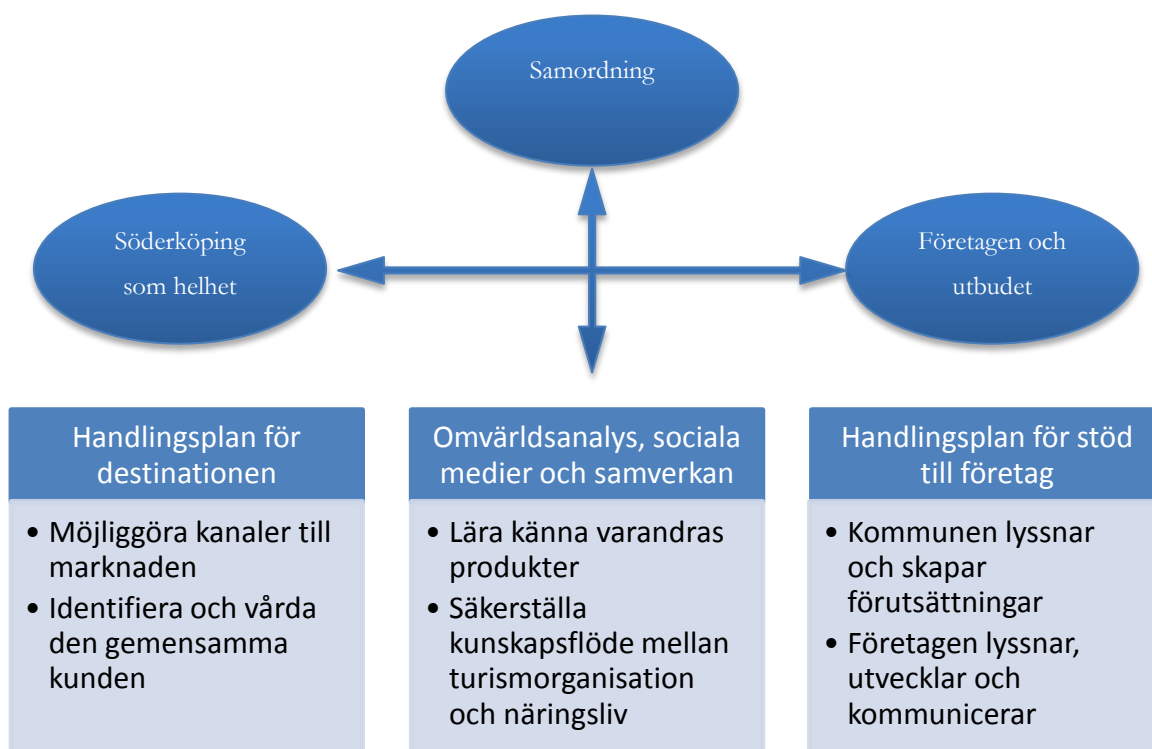 Samordning
Söderköping
som helhet
Företagen och
utbudet
Handlingsplan för
destinationen
• Möjliggöra kanaler till
marknaden
• Identifiera och vårda
den gemensamma
kunden
Omvärldsanalys, sociala
medier och samverkan
• Lära känna varandras
produkter
• Säkerställa
kunskapsflöde mellan
turismorganisation
och näringsliv
Handlingsplan för stöd
till företag
• Kommunen lyssnar
och skapar
förutsättningar
• Företagen lyssnar,
utvecklar och
kommunicerar